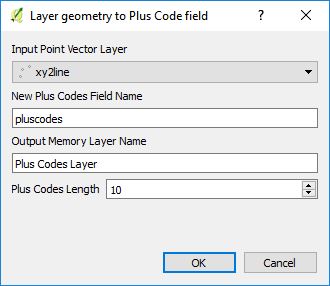 Layer geometry to Plus Code field
Input Point Vector Layer
xy2line
New Plus Codes Field Name
pluscodes
Output Memory Layer Name
Plus Codes Layer
Plus Codes Length 10
OK Cancel